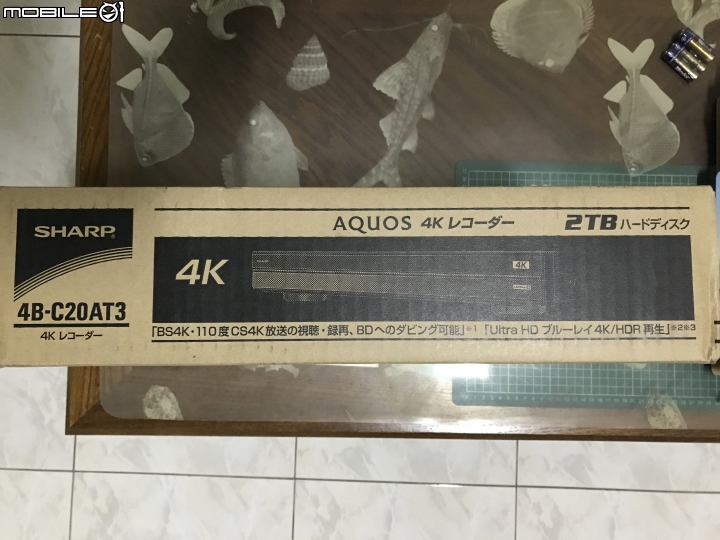 MOBILE01
SHARP
4B-C20AT3
4K レコーダー
AQUOS 4K レコーダー
2TB ハードディスク
4K
SHARP
4K
「BS4K・110度CS4K放送の視聴・録再、BDへのダビング可能」※1 「Ultra HD ブルーレイ4K/HDR 再生」※2※3